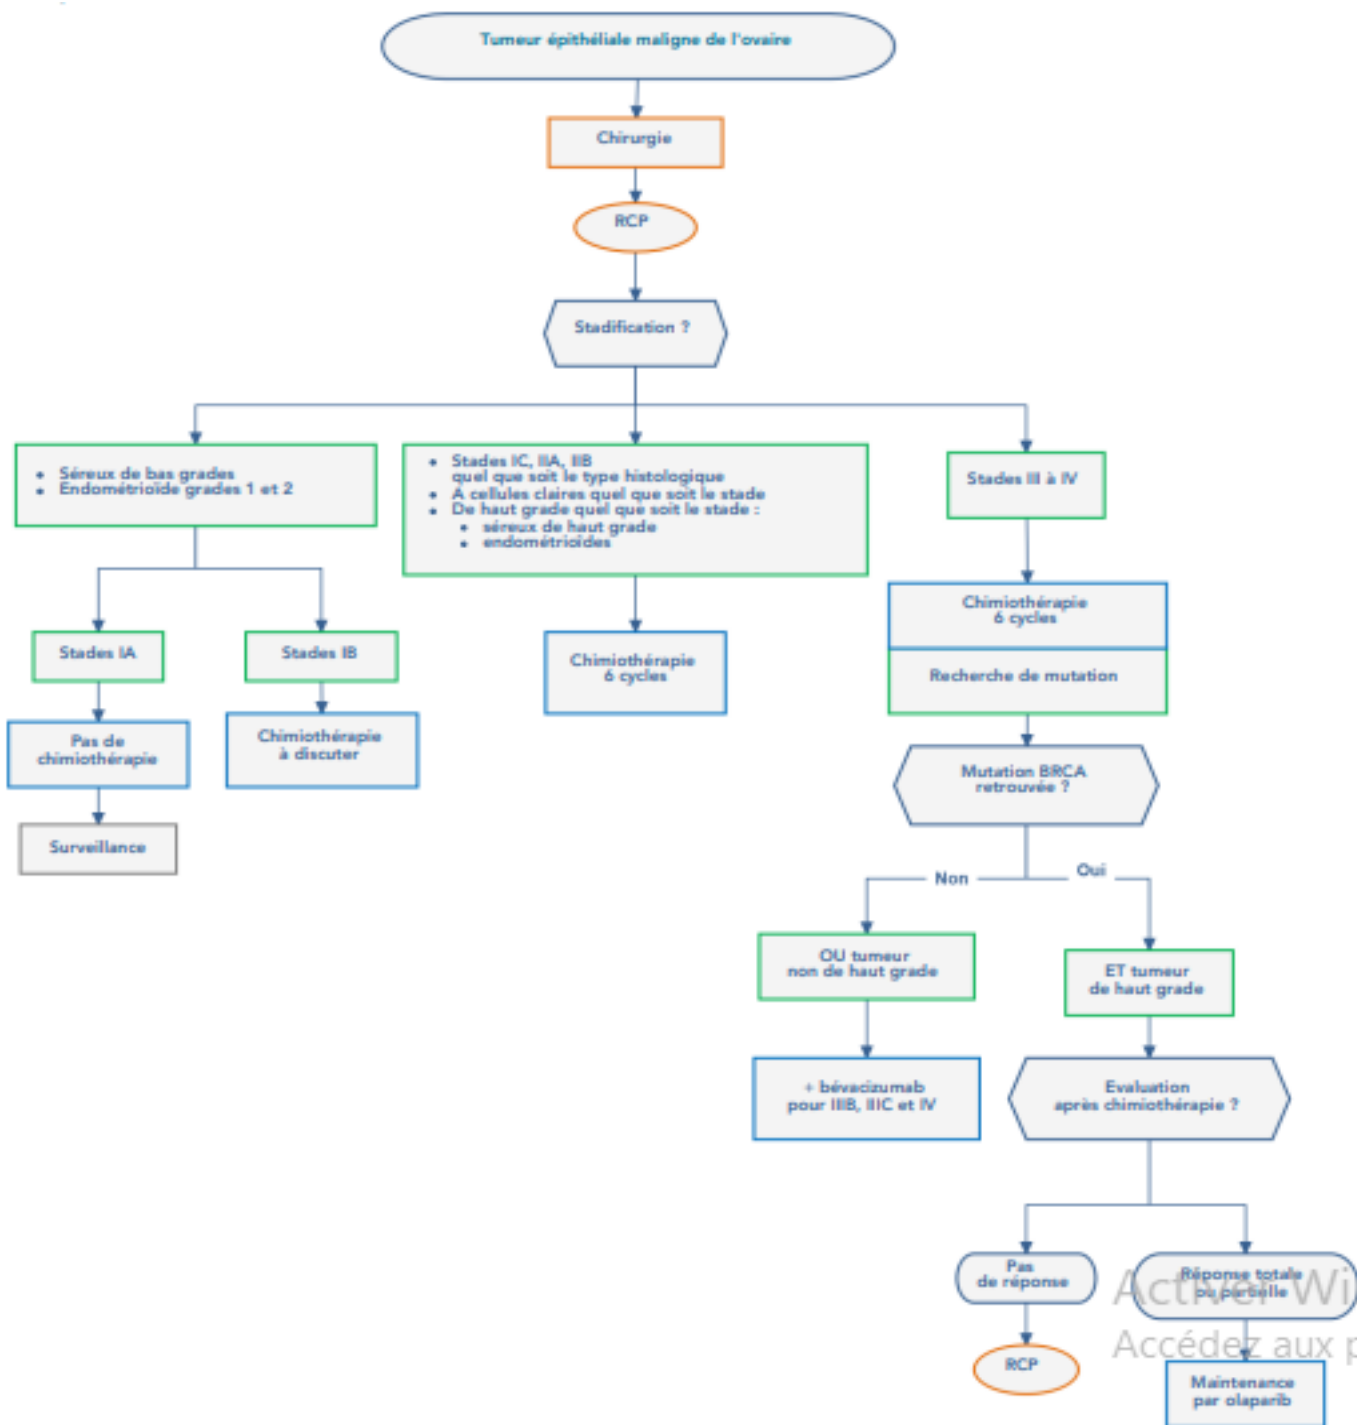 Tumeur épithéliale maligne de l'ovaire
Chirurgie
RCP
Stadification ?
• Séreux de bas grades
• Endométrioïde grades 1 et 2
• Stades IC, IIA, IIB
quel que soit le type histologique
• A cellules claires quel que soit le stade
• De haut grade quel que soit le stade :
• séreux de haut grade
• endométrioïdes
Stades III à IV
Stades IA
Stades IB
Pas de
chimiothérapie
Chimiothérapie
à discuter
Surveillance
Chimiothérapie
6 cycles
Chimiothérapie
6 cycles
Recherche de mutation
Mutation BRCA
retrouvée ?
Non
Oui
OU tumeur
non de haut grade
ET tumeur
de haut grade
+ bévacizumab
pour IIIB, IIIC et IV
Evaluation
après chimiothérapie ?
Pas
de réponse
Réponse totale
ou partielle
RCP
Maintenance
par olaparib
Activer Wi
Accédez aux p